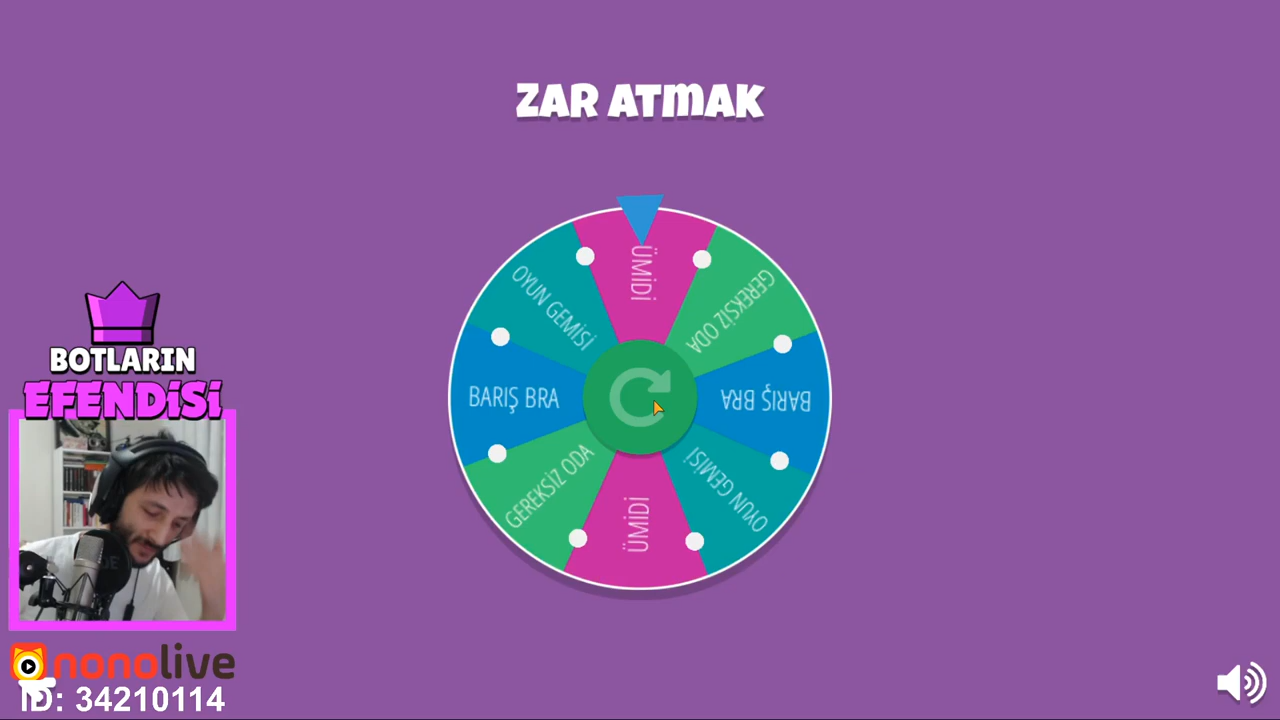 ZAR ATMAK
ÜMİDİ
GEREKSİZ ODA
BARIŞ BRA
OYUN GEMİSİ
ÜMİDİ
GEREKSİZ ODA
BARIŞ BRA
OYUN GEMİSİ
BOTLARIN
EFENDİSİ
nonolive
ID: 34210114